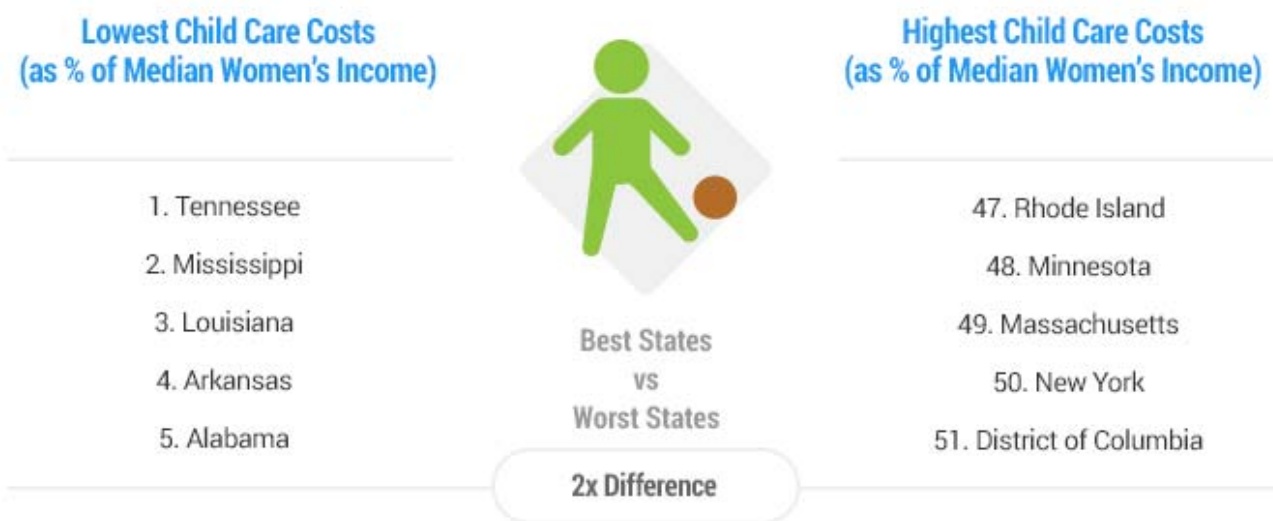 Lowest Child Care Costs
(as % of Median Women's Income)
1. Tennessee
2. Mississippi
3. Louisiana
4. Arkansas
5. Alabama
Best States
vs
Worst States
2x Difference
Highest Child Care Costs
(as % of Median Women's Income)
47. Rhode Island
48. Minnesota
49. Massachusetts
50. New York
51. District of Columbia